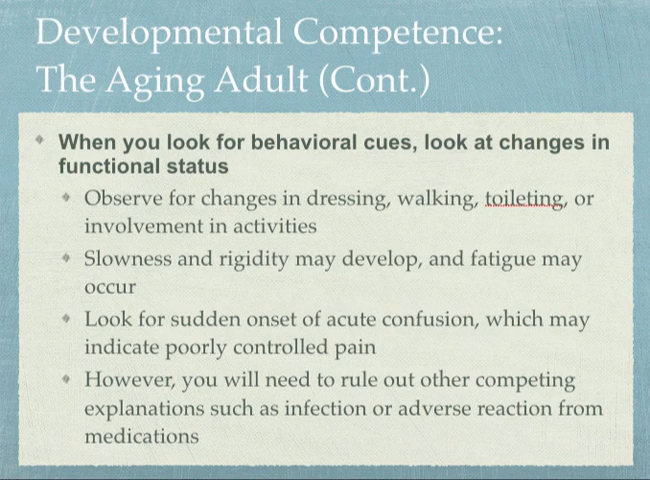 Developmental Competence:
The Aging Adult (Cont.)
When you look for behavioral cues, look at changes in
functional status
Observe for changes in dressing, walking, toileting, or
involvement in activities
Slowness and rigidity may develop, and fatigue may
occur
Look for sudden onset of acute confusion, which may
indicate poorly controlled pain
However, you will need to rule out other competing
explanations such as infection or adverse reaction from
medications